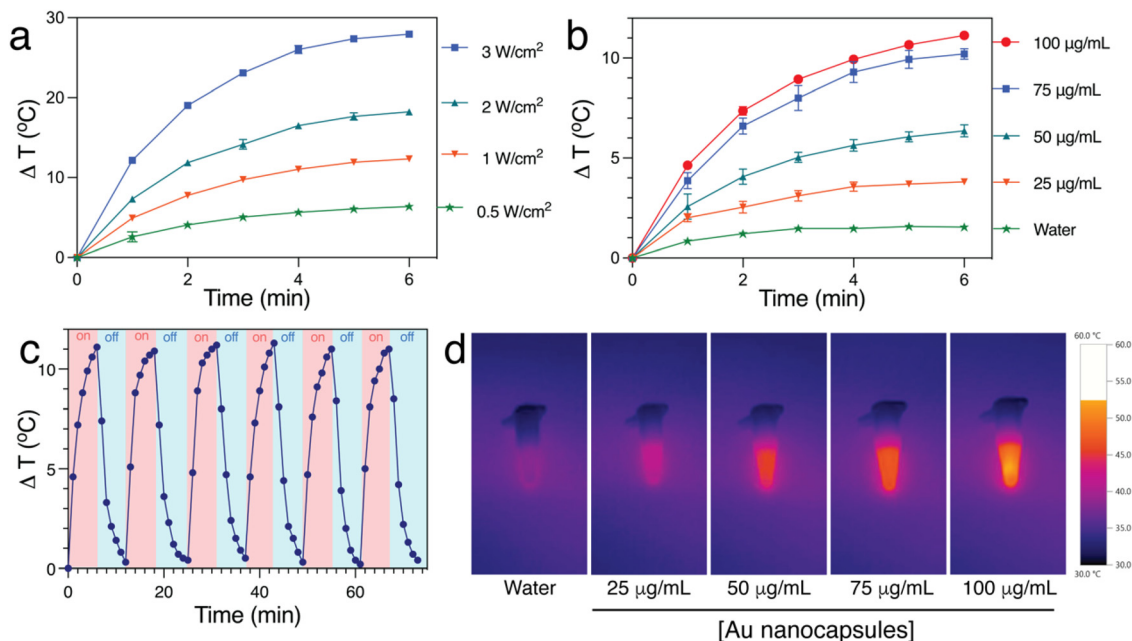 a
30
20
10
0
0
2
4
6
Δ T (ºC)
Time (min)
3 W/cm²
2 W/cm²
1 W/cm²
0.5 W/cm²
b
10
5
0
0
2
4
6
Δ T (ºC)
Time (min)
100 µg/mL
75 µg/mL
50 µg/mL
25 µg/mL
Water
c
on off on off on off on off on off on off
10
5
0
0
20
40
60
Δ T (ºC)
Time (min)
d
60.0 °C
60.0
55.0
50.0
45.0
40.0
35.0
30.0
30.0 °C
Water
25 µg/mL
50 µg/mL
75 µg/mL
100 µg/mL
[Au nanocapsules]